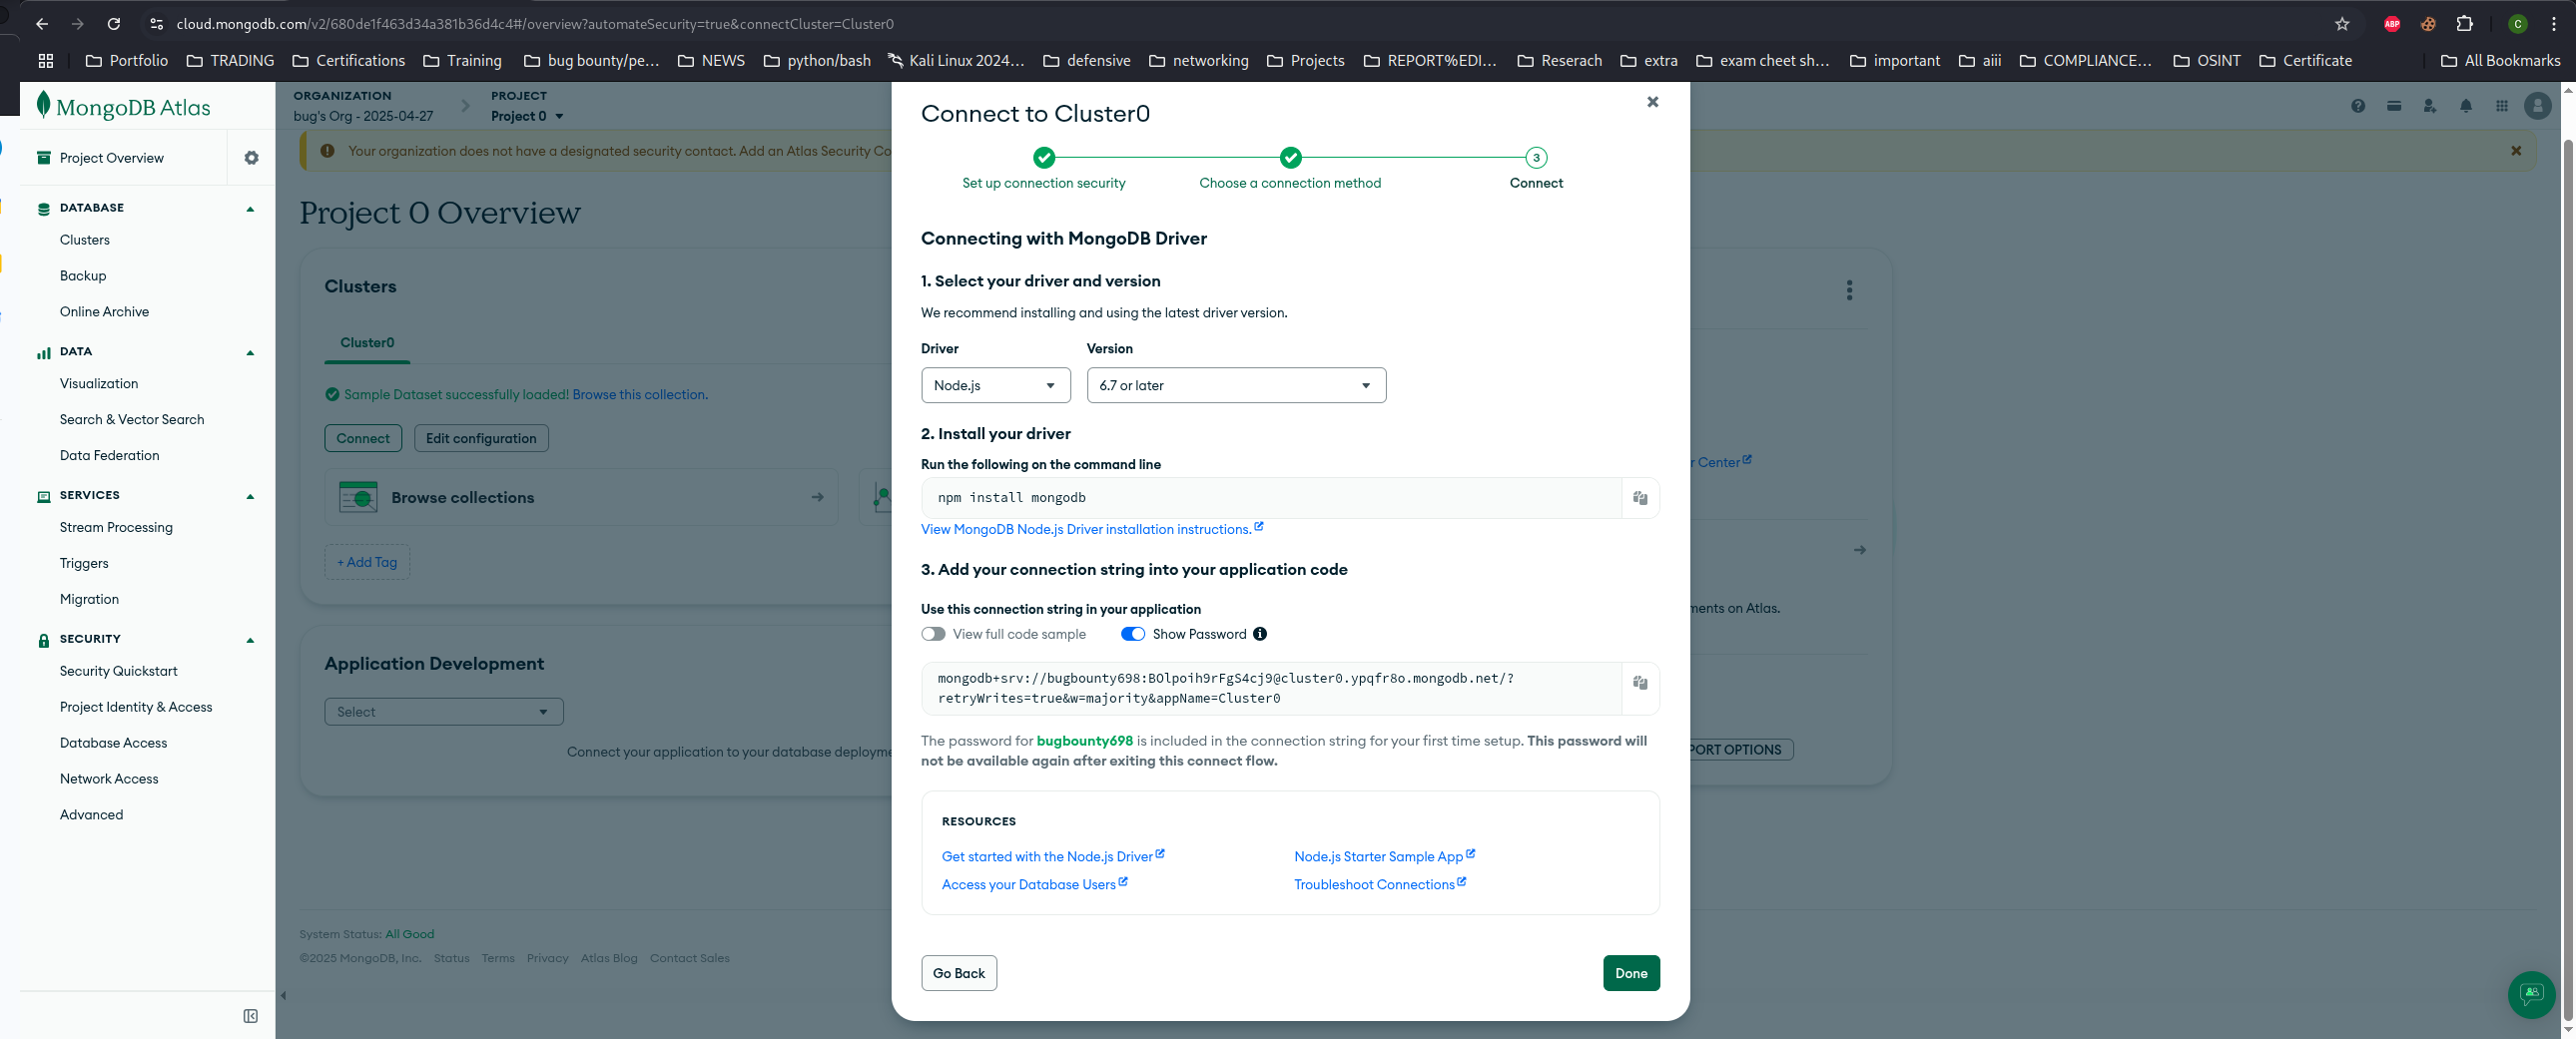 cloud.mongodb.com/v2/680de1f463d34a381b36d4c4#/overview?automateSecurity=true&connectCluster=Cluster0
ABP
C
Portfolio
TRADING
Certifications
Training
bug bounty/pe...
NEWS
python/bash
Kali Linux 2024...
defensive
networking
Projects
REPORT%EDI...
Reserach
extra
exam cheet sh...
important
aiii
COMPLIANCE...
OSINT
Certificate
All Bookmarks
MongoDB Atlas
ORGANIZATION
bug's Org - 2025-04-27
PROJECT
Project 0
Project Overview
DATABASE
Clusters
Backup
Online Archive
DATA
Visualization
Search & Vector Search
Data Federation
SERVICES
Stream Processing
Triggers
Migration
SECURITY
Security Quickstart
Project Identity & Access
Database Access
Network Access
Advanced
Your organization does not have a designated security contact. Add an Atlas Security Co
Project 0 Overview
Clusters
Cluster0
Sample Dataset successfully loaded! Browse this collection.
Connect
Edit configuration
Browse collections
+ Add Tag
Application Development
Select
Connect your application to your database deployme
System Status: All Good
©2025 MongoDB, Inc. Status Terms Privacy Atlas Blog Contact Sales
Connect to Cluster0
Set up connection security
Choose a connection method
3
Connect
Connecting with MongoDB Driver
1. Select your driver and version
We recommend installing and using the latest driver version.
Driver
Version
Node.js
6.7 or later
2. Install your driver
Run the following on the command line
npm install mongodb
View MongoDB Node.js Driver installation instructions.
3. Add your connection string into your application code
Use this connection string in your application
View full code sample
Show Password
mongodb+srv://bugbounty698:BOlpoih9rFgS4cj9@cluster0.ypqfr8o.mongodb.net/?
retryWrites=true&w=majority&appName=Cluster0
The password for bugbounty698 is included in the connection string for your first time setup. This password will
not be available again after exiting this connect flow.
RESOURCES
Get started with the Node.js Driver
Node.js Starter Sample App
Access your Database Users
Troubleshoot Connections
Go Back
Done
r Center
ments on Atlas.
PORT OPTIONS